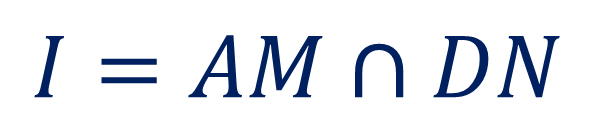 I = AM ∩ DN